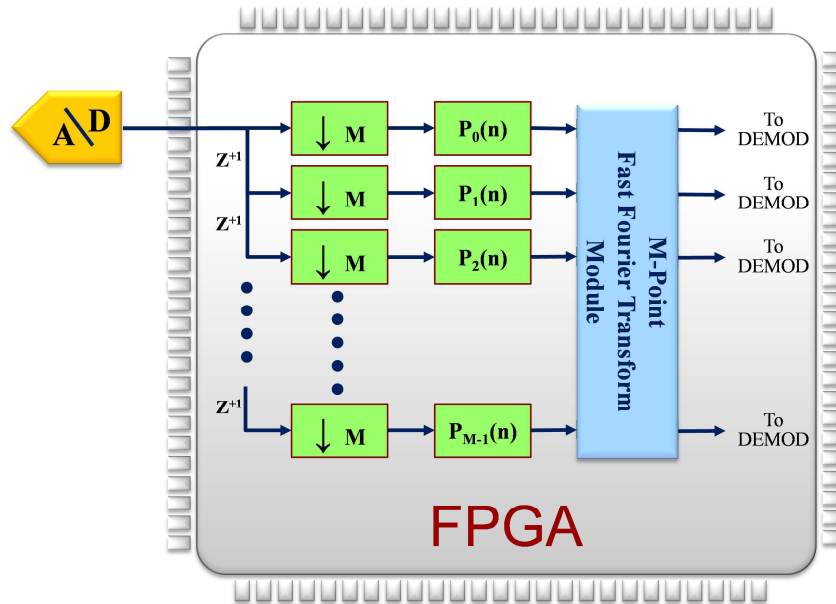 A\D
↓ M
P0(n)
To
DEMOD
Z+1
↓ M
P1(n)
To
DEMOD
Z+1
↓ M
P2(n)
To
DEMOD
M-Point
Fast Fourier Transform
Module
Z+1
↓ M
PM-1(n)
To
DEMOD
FPGA